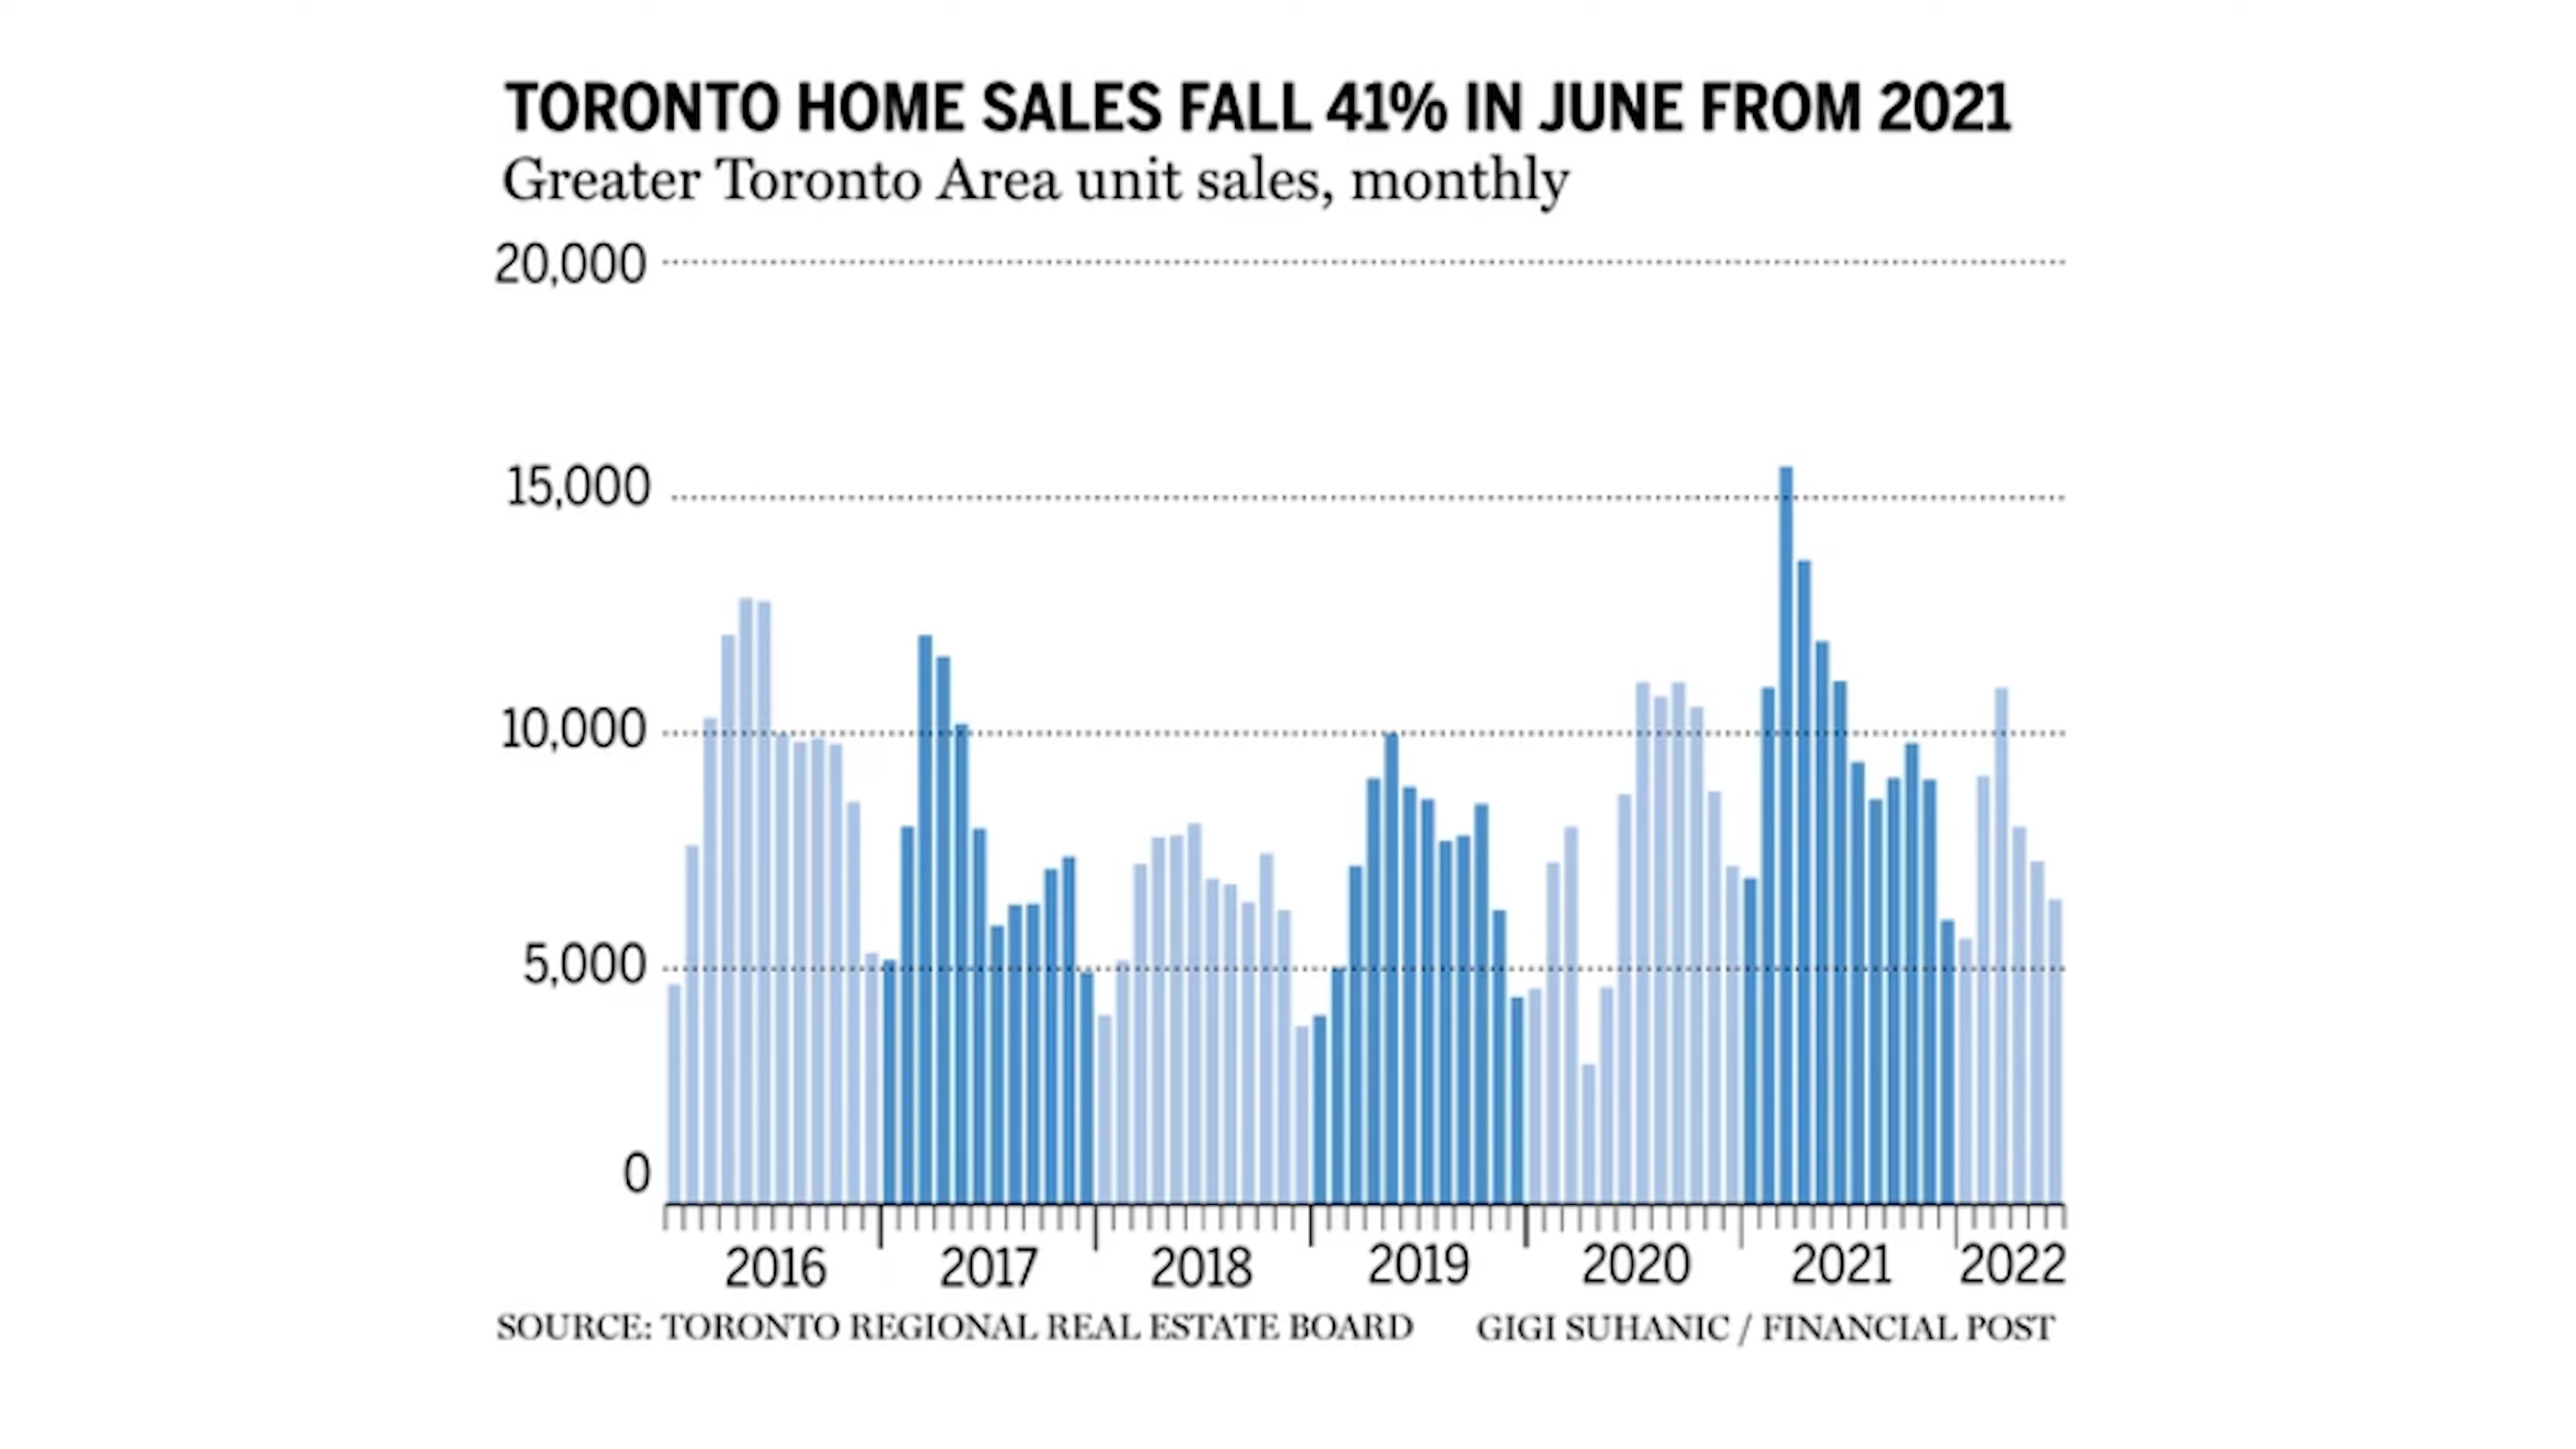 TORONTO HOME SALES FALL 41% IN JUNE FROM 2021
Greater Toronto Area unit sales, monthly
20,000
15,000
10,000
5,000
0
2016 2017 2018 2019 2020 2021 2022
SOURCE: TORONTO REGIONAL REAL ESTATE BOARD GIGI SUHANIC / FINANCIAL POST